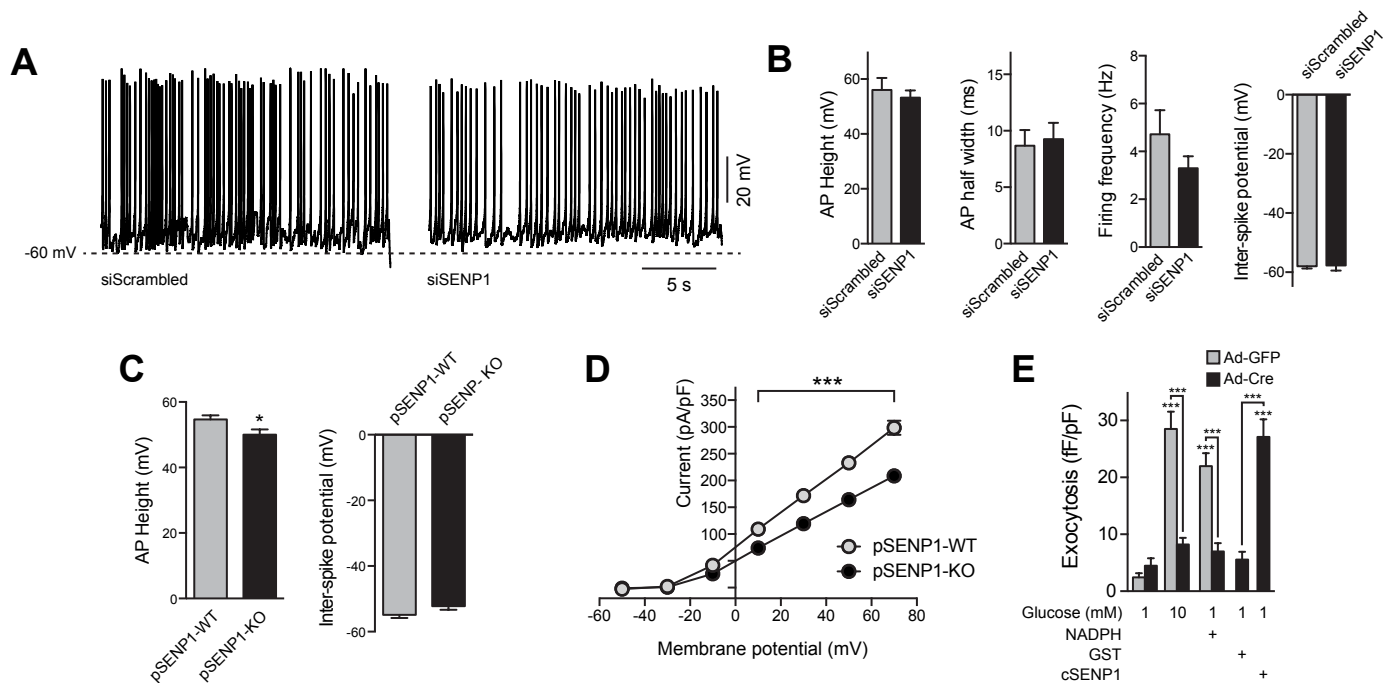 A
-60 mV
siScrambled
siSENP1
20 mV
5 s
B
AP Height (mV)
60
40
20
0
siScrambled
siSENP1
AP half width (ms)
15
10
5
0
siScrambled
siSENP1
Firing frequency (Hz)
8
6
4
2
0
siScrambled
siSENP1
siScrambled
siSENP1
Inter-spike potential (mV)
0
-20
-40
-60
C
AP Height (mV)
60
40
20
0
*
pSENP1-WT
pSENP1-KO
pSENP1-WT
pSENP- KO
Inter-spike potential (mV)
0
-20
-40
-60
D
***
Current (pA/pF)
350
300
250
200
150
100
pSENP1-WT
pSENP1-KO
-60 -40 -20 0 20 40 60 80
Membrane potential (mV)
E
Ad-GFP
Ad-Cre
Exocytosis (fF/pF)
30
20
10
0
***
***
***
***
***
***
Glucose (mM) 1 10 1 1 1
NADPH +
GST +
cSENP1 +